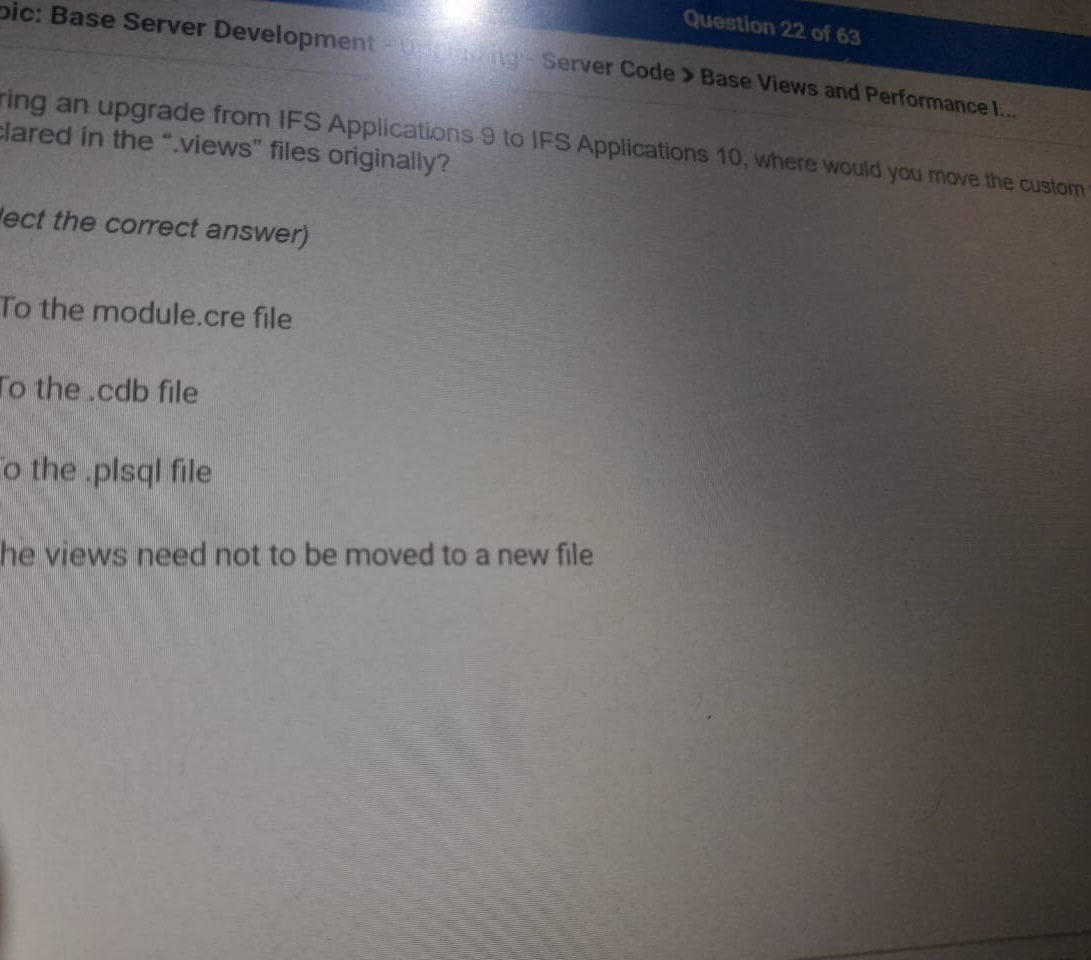 Question 22 of 63
pic: Base Server Development - - Server Code > Base Views and Performance I...
ring an upgrade from IFS Applications 9 to IFS Applications 10, where would you move the custom
clared in the “.views” files originally?
lect the correct answer)
To the module.cre file
To the .cdb file
To the .plsql file
he views need not to be moved to a new file